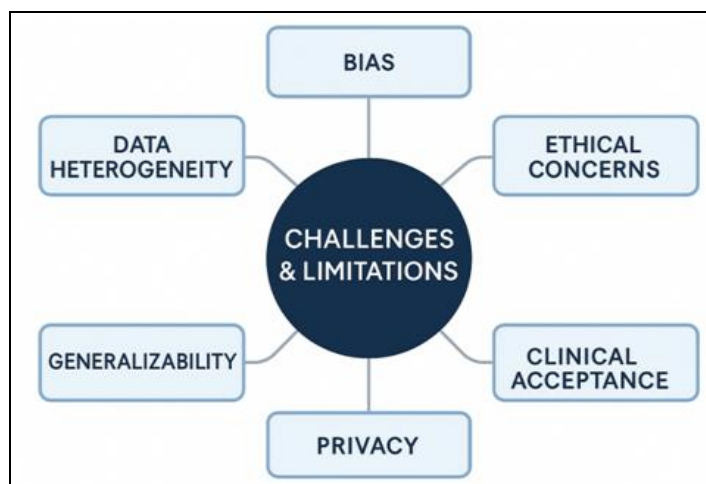 BIAS
DATA
HETEROGENEITY
ETHICAL
CONCERNS
CHALLENGES
& LIMITATIONS
GENERALIZABILITY
CLINICAL
ACCEPTANCE
PRIVACY